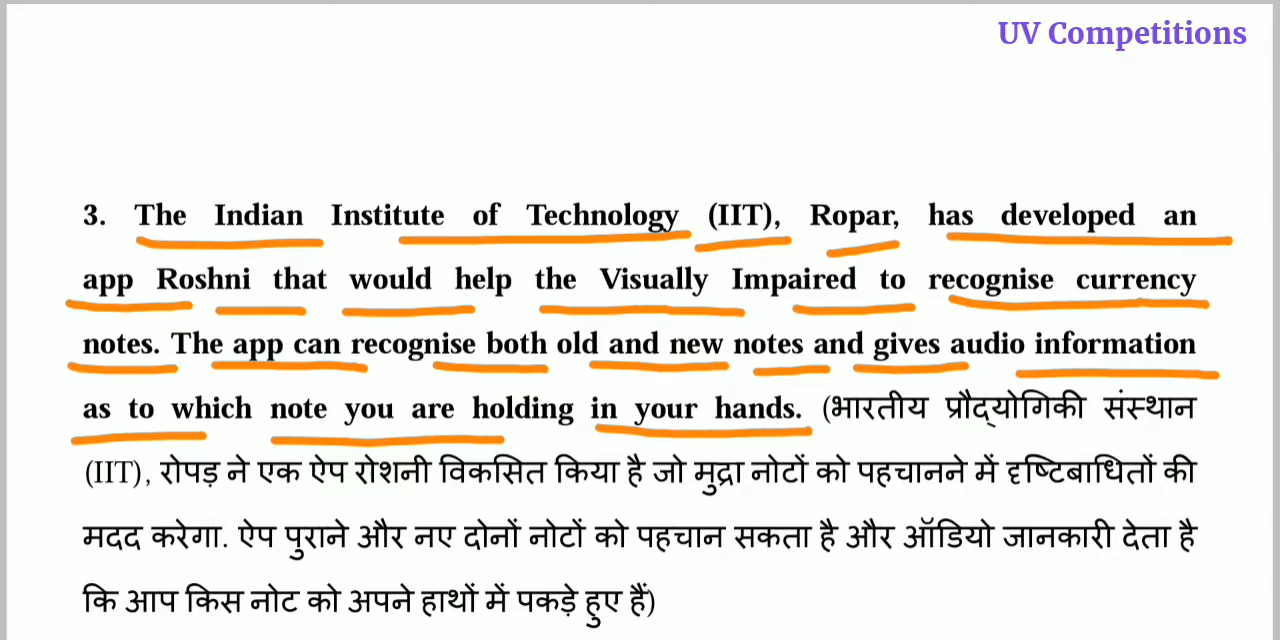 UV Competitions
3. The Indian Institute of Technology (IIT), Ropar, has developed an
app Roshni that would help the Visually Impaired to recognise currency
notes. The app can recognise both old and new notes and gives audio information
as to which note you are holding in your hands. (भारतीय प्रौद्योगिकी संस्थान
(IIT), रोपड़ ने एक ऐप रोशनी विकसित किया है जो मुद्रा नोटों को पहचानने में दृष्टिबाधितों की
मदद करेगा. ऐप पुराने और नए दोनों नोटों को पहचान सकता है और ऑडियो जानकारी देता है
कि आप किस नोट को अपने हाथों में पकड़े हुए हैं)